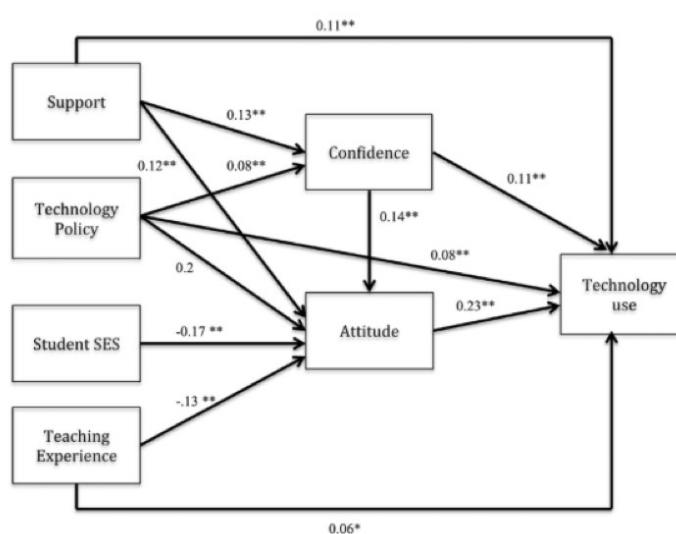 0.11**
Support
0.13**
Confidence
0.12**
0.08**
0.11**
Technology
Policy
0.14**
0.08**
0.2
Technology
use
Student SES
-0.17 **
Attitude
0.23**
-.13 **
Teaching
Experience
0.06*